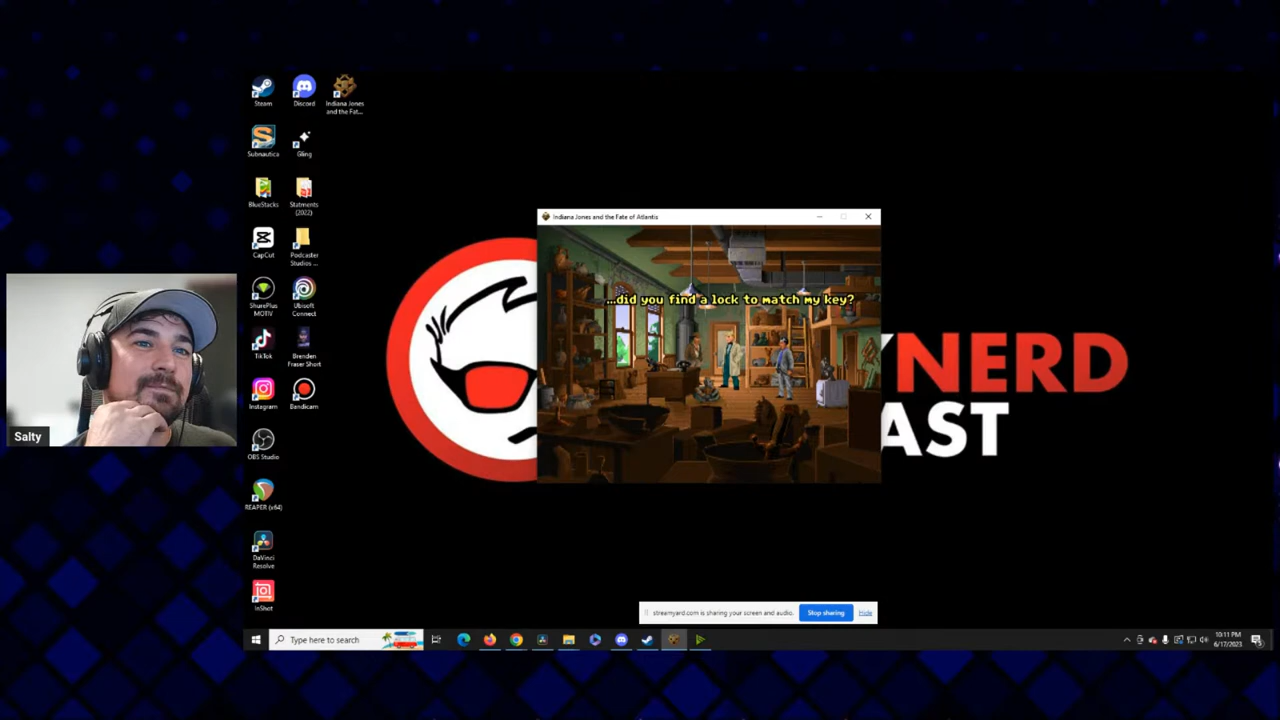 Steam
Discord
Indiana Jones
and the Fat...
Subnautica
Gling
BlueStacks
Statments
(2022)
CapCut
Podcaster
Studios ...
SharePlus
MOTIV
Ubisoft
Connect
TikTok
Brenden
Fraser Short
Instagram
Bandicam
OBS Studio
REAPER (x64)
DaVinci
Resolve
InShot
Indiana Jones and the Fate of Atlantis
...did you find a lock to match my key?
NERD
AST
Salty
streamyard.com is sharing your screen and audio.
Stop sharing
Hide
Type here to search
10:11 PM
6/17/2023